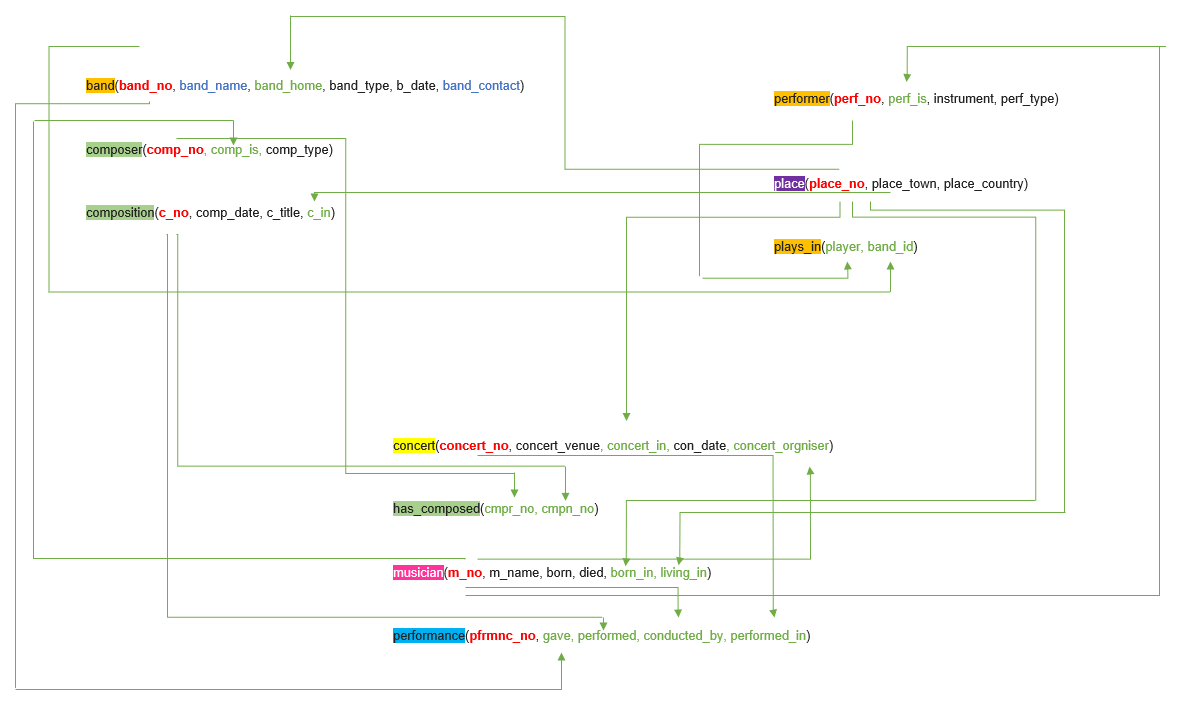 band(band_no, band_name, band_home, band_type, b_date, band_contact)
performer(perf_no, perf_is, instrument, perf_type)
composer(comp_no, comp_is, comp_type)
place(place_no, place_town, place_country)
composition(c_no, comp_date, c_title, c_in)
plays_in(player, band_id)
concert(concert_no, concert_venue, concert_in, con_date, concert_orgniser)
has_composed(cmpr_no, cmpn_no)
musician(m_no, m_name, born, died, born_in, living_in)
performance(pfrmnc_no, gave, performed, conducted_by, performed_in)